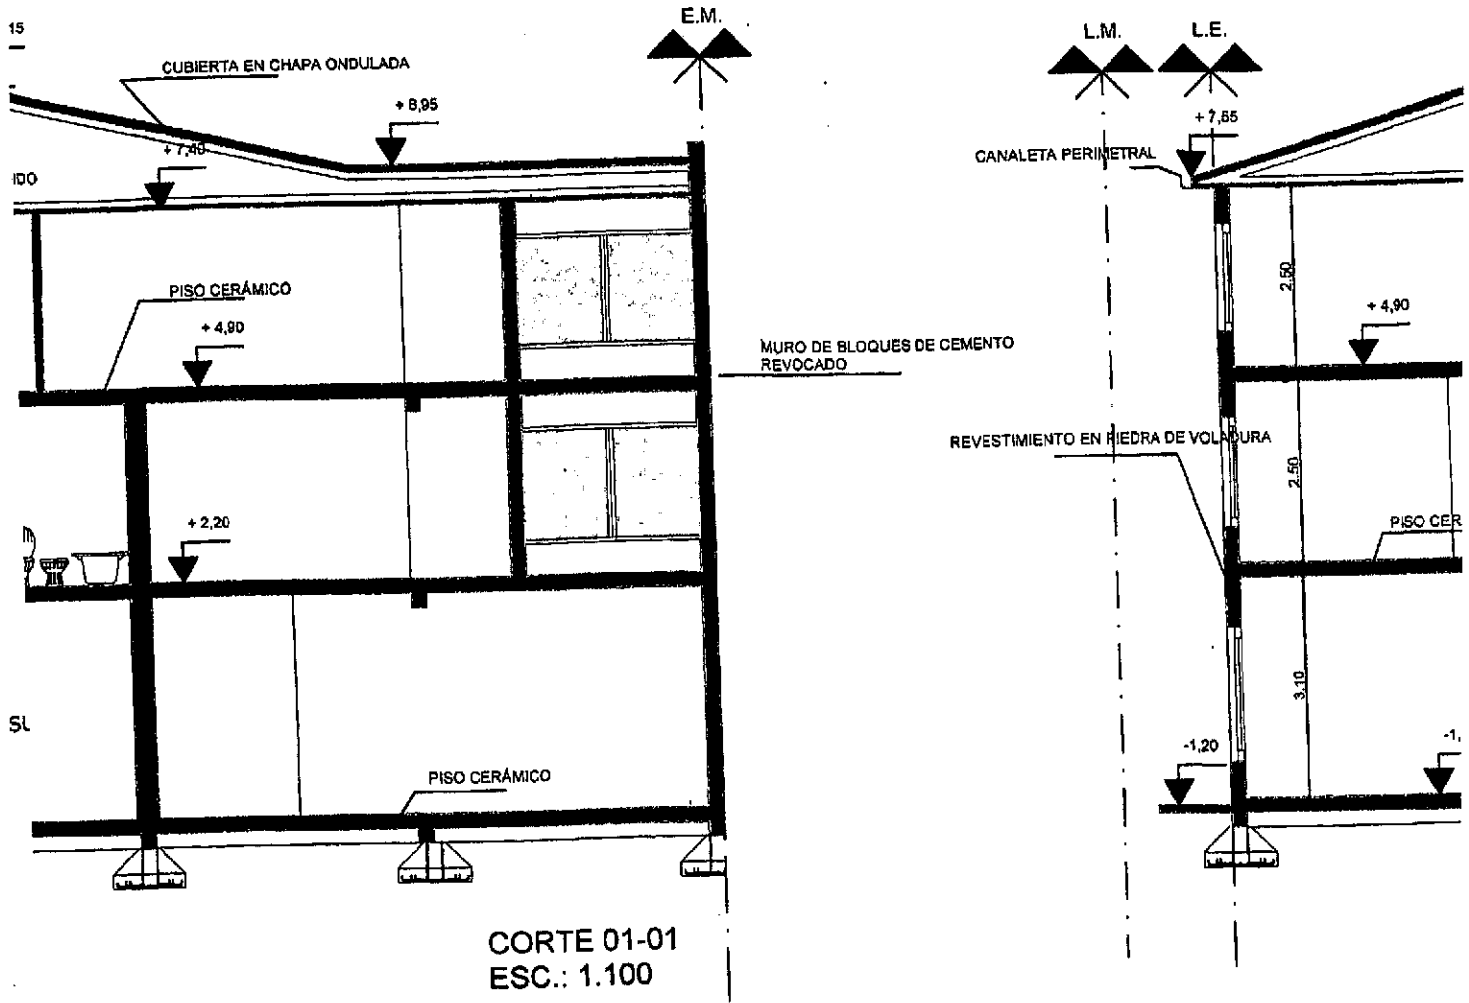 15
E.M.
L.M.
L.E.
CUBIERTA EN CHAPA ONDULADA
+ 8,95
+ 7,40
IDO
+ 7,65
CANALETA PERIMETRAL
PISO CERÁMICO
+ 4,90
2.50
+ 4,90
MURO DE BLOQUES DE CEMENTO
REVOCADO
REVESTIMIENTO EN PIEDRA DE VOLADURA
2.50
+ 2,20
PISO CER
3.10
SU
-1,20
-1,
PISO CERÁMICO
CORTE 01-01
ESC.: 1.100